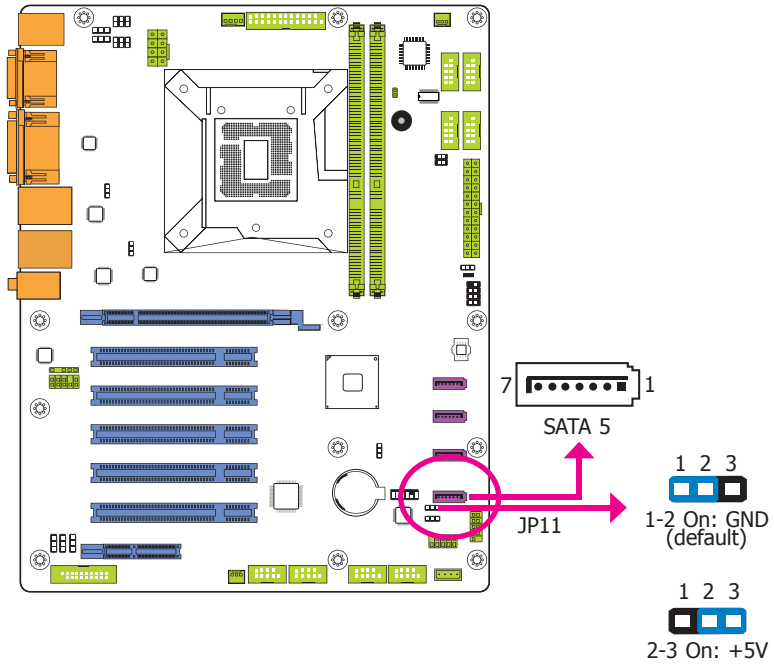 7
1
SATA 5
JP11
1 2 3
1-2 On: GND
(default)
1 2 3
2-3 On: +5V